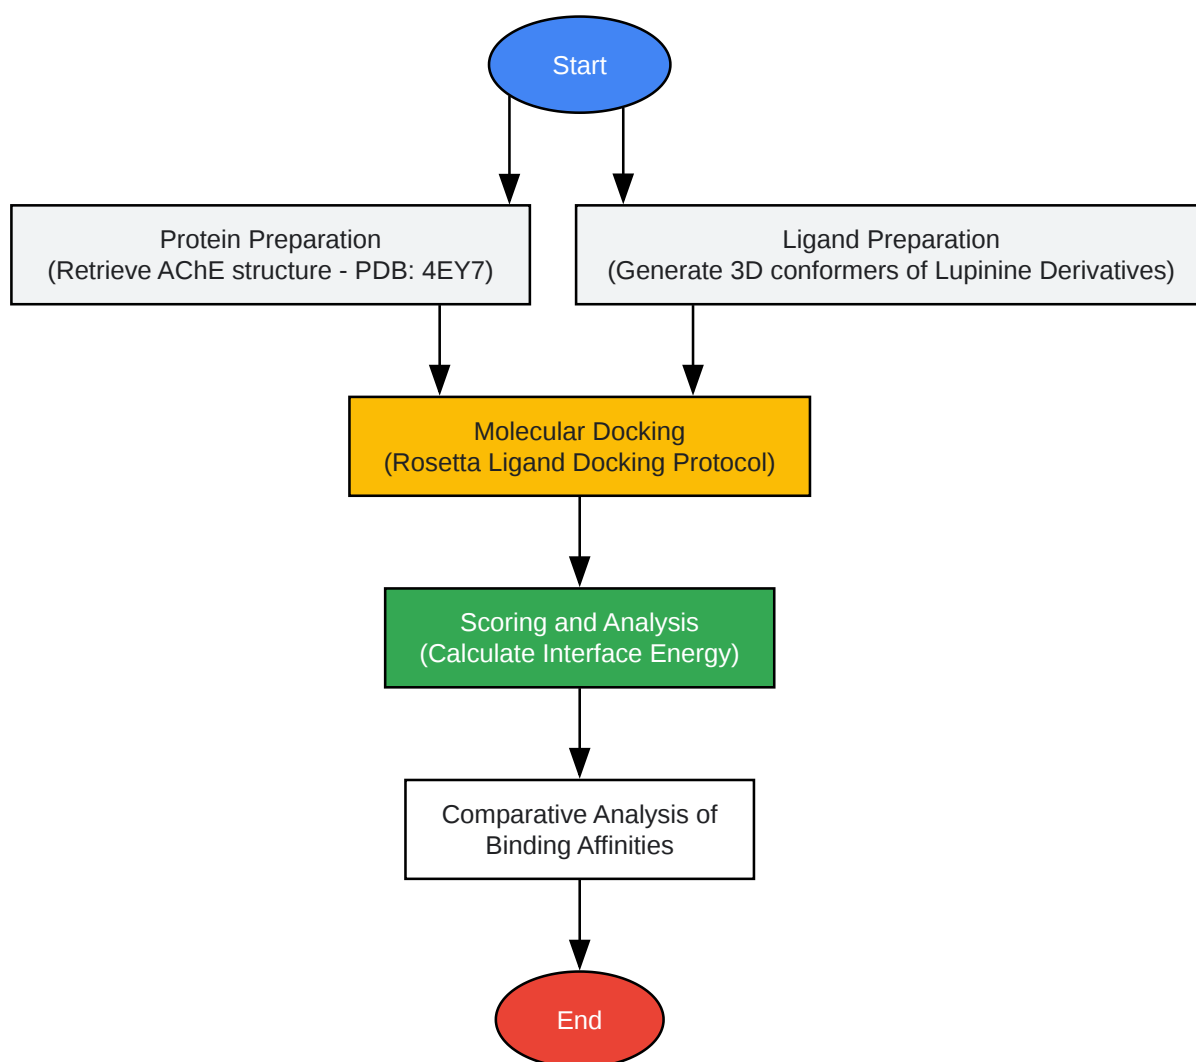 Start
Protein Preparation
(Retrieve AChE structure - PDB: 4EY7)
Ligand Preparation
(Generate 3D conformers of Lupinine Derivatives)
Molecular Docking
(Rosetta Ligand Docking Protocol)
Scoring and Analysis
(Calculate Interface Energy)
Comparative Analysis of
Binding Affinities
End